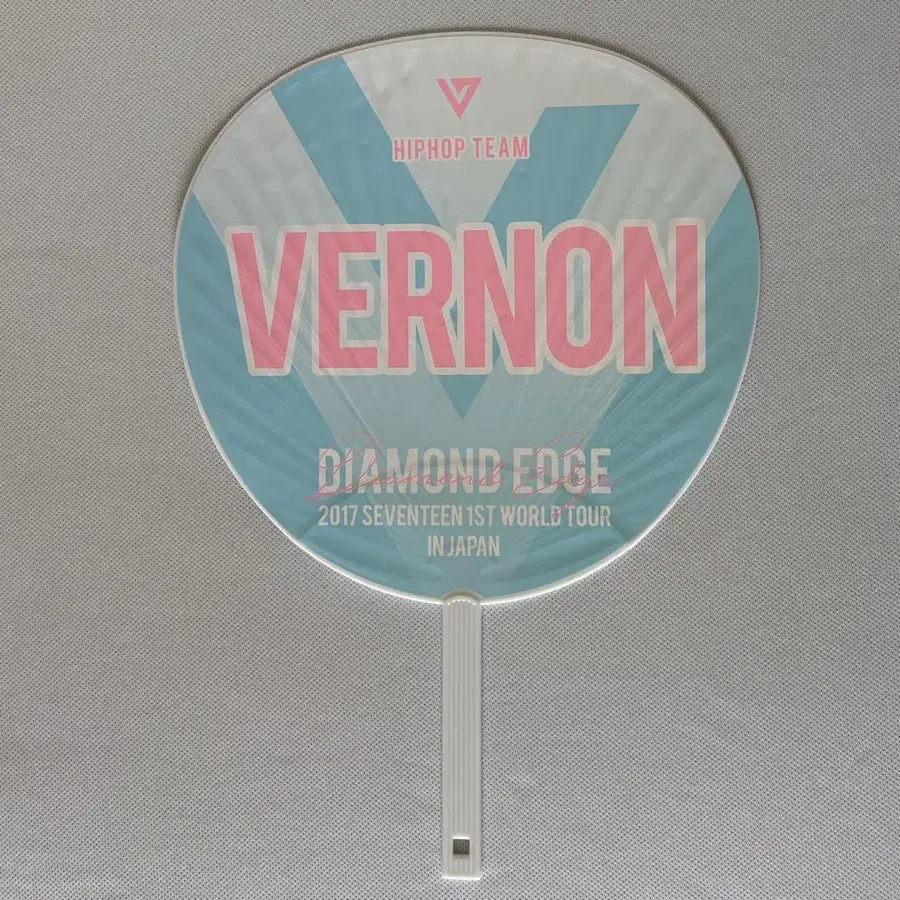 HIPHOP TEAM
VERNON
DIAMOND EDGE
Diamond Edge
2017 SEVENTEEN 1ST WORLD TOUR
IN JAPAN